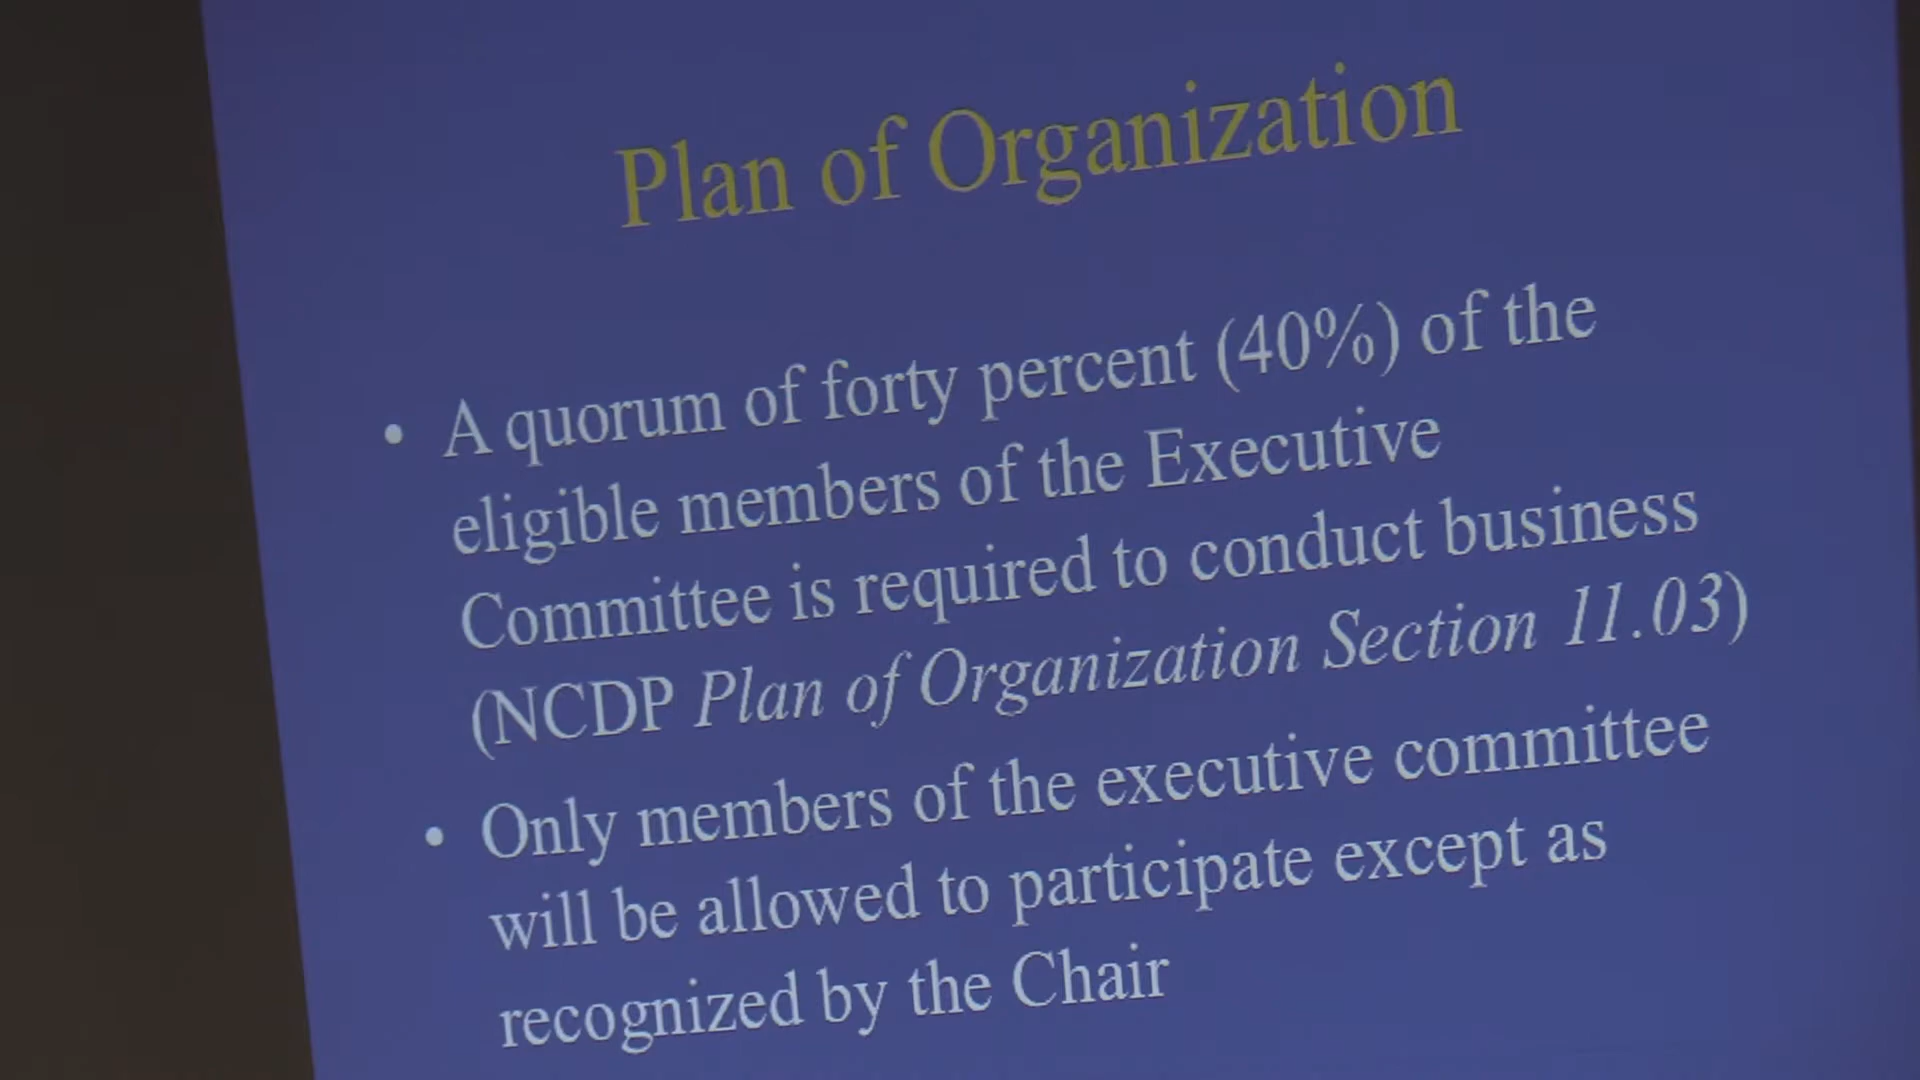 Plan of Organization
• A quorum of forty percent (40%) of the
eligible members of the Executive
Committee is required to conduct business
(NCDP Plan of Organization Section 11.03)
• Only members of the executive committee
will be allowed to participate except as
recognized by the Chair